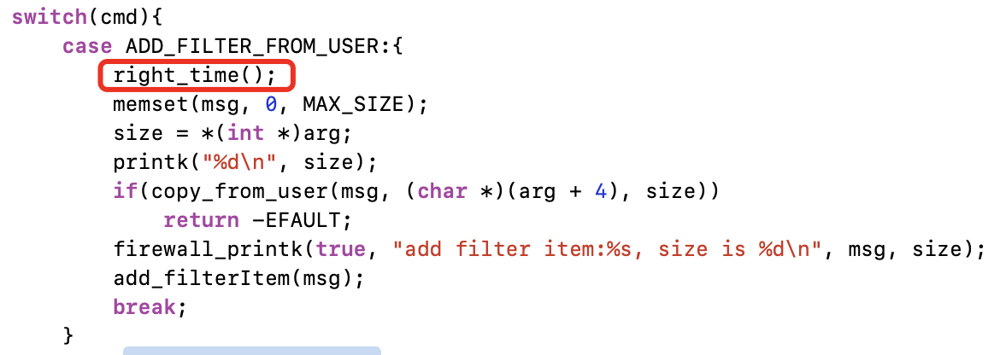 switch(cmd){
    case ADD_FILTER_FROM_USER:{
        right_time();
        memset(msg, 0, MAX_SIZE);
        size = *(int *)arg;
        printk("%d\n", size);
        if(copy_from_user(msg, (char *)(arg + 4), size))
            return -EFAULT;
        firewall_printk(true, "add filter item:%s, size is %d\n", msg, size);
        add_filterItem(msg);
        break;
    }